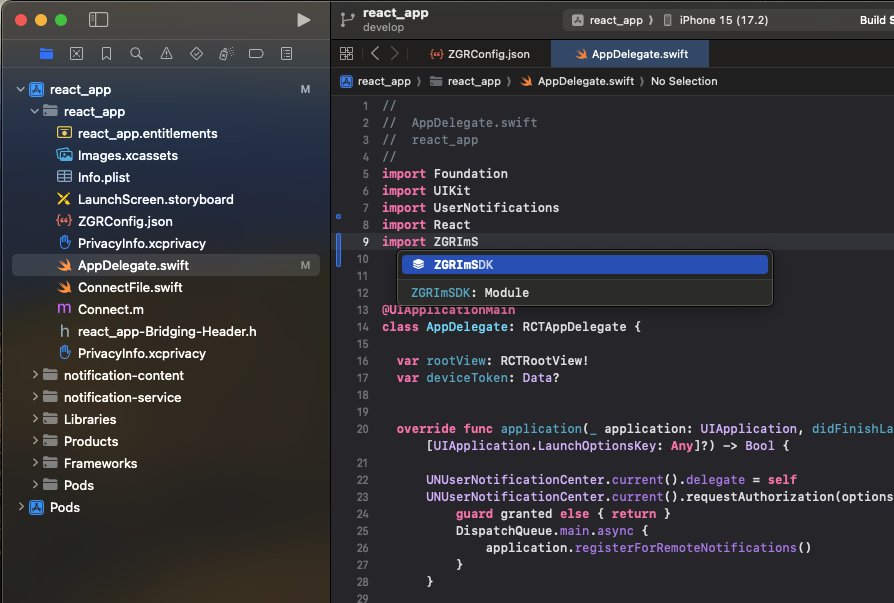 react_app
develop
react_app 〉 iPhone 15 (17.2)
Build S
ZGRConfig.json
AppDelegate.swift
react_app 〉 react_app 〉 AppDelegate.swift 〉 No Selection
react_app M
react_app
react_app.entitlements
Images.xcassets
Info.plist
LaunchScreen.storyboard
ZGRConfig.json
PrivacyInfo.xcprivacy
AppDelegate.swift M
ConnectFile.swift
Connect.m
react_app-Bridging-Header.h
PrivacyInfo.xcprivacy
notification-content
notification-service
Libraries
Products
Frameworks
Pods
Pods
1 //
2 //  AppDelegate.swift
3 //  react_app
4 //
5 import Foundation
6 import UIKit
7 import UserNotifications
8 import React
9 import ZGRImS
10
ZGRImSDK
11
12
ZGRImSDK: Module
13 @UIApplicationMain
14 class AppDelegate: RCTAppDelegate {
15
16   var rootView: RCTRootView!
17   var deviceToken: Data?
18
19
20   override func application(_ application: UIApplication, didFinishLa
[UIApplication.LaunchOptionsKey: Any]?) -> Bool {
21
22       UNUserNotificationCenter.current().delegate = self
23       UNUserNotificationCenter.current().requestAuthorization(options
24           guard granted else { return }
25           DispatchQueue.main.async {
26               application.registerForRemoteNotifications()
27           }
28       }
29